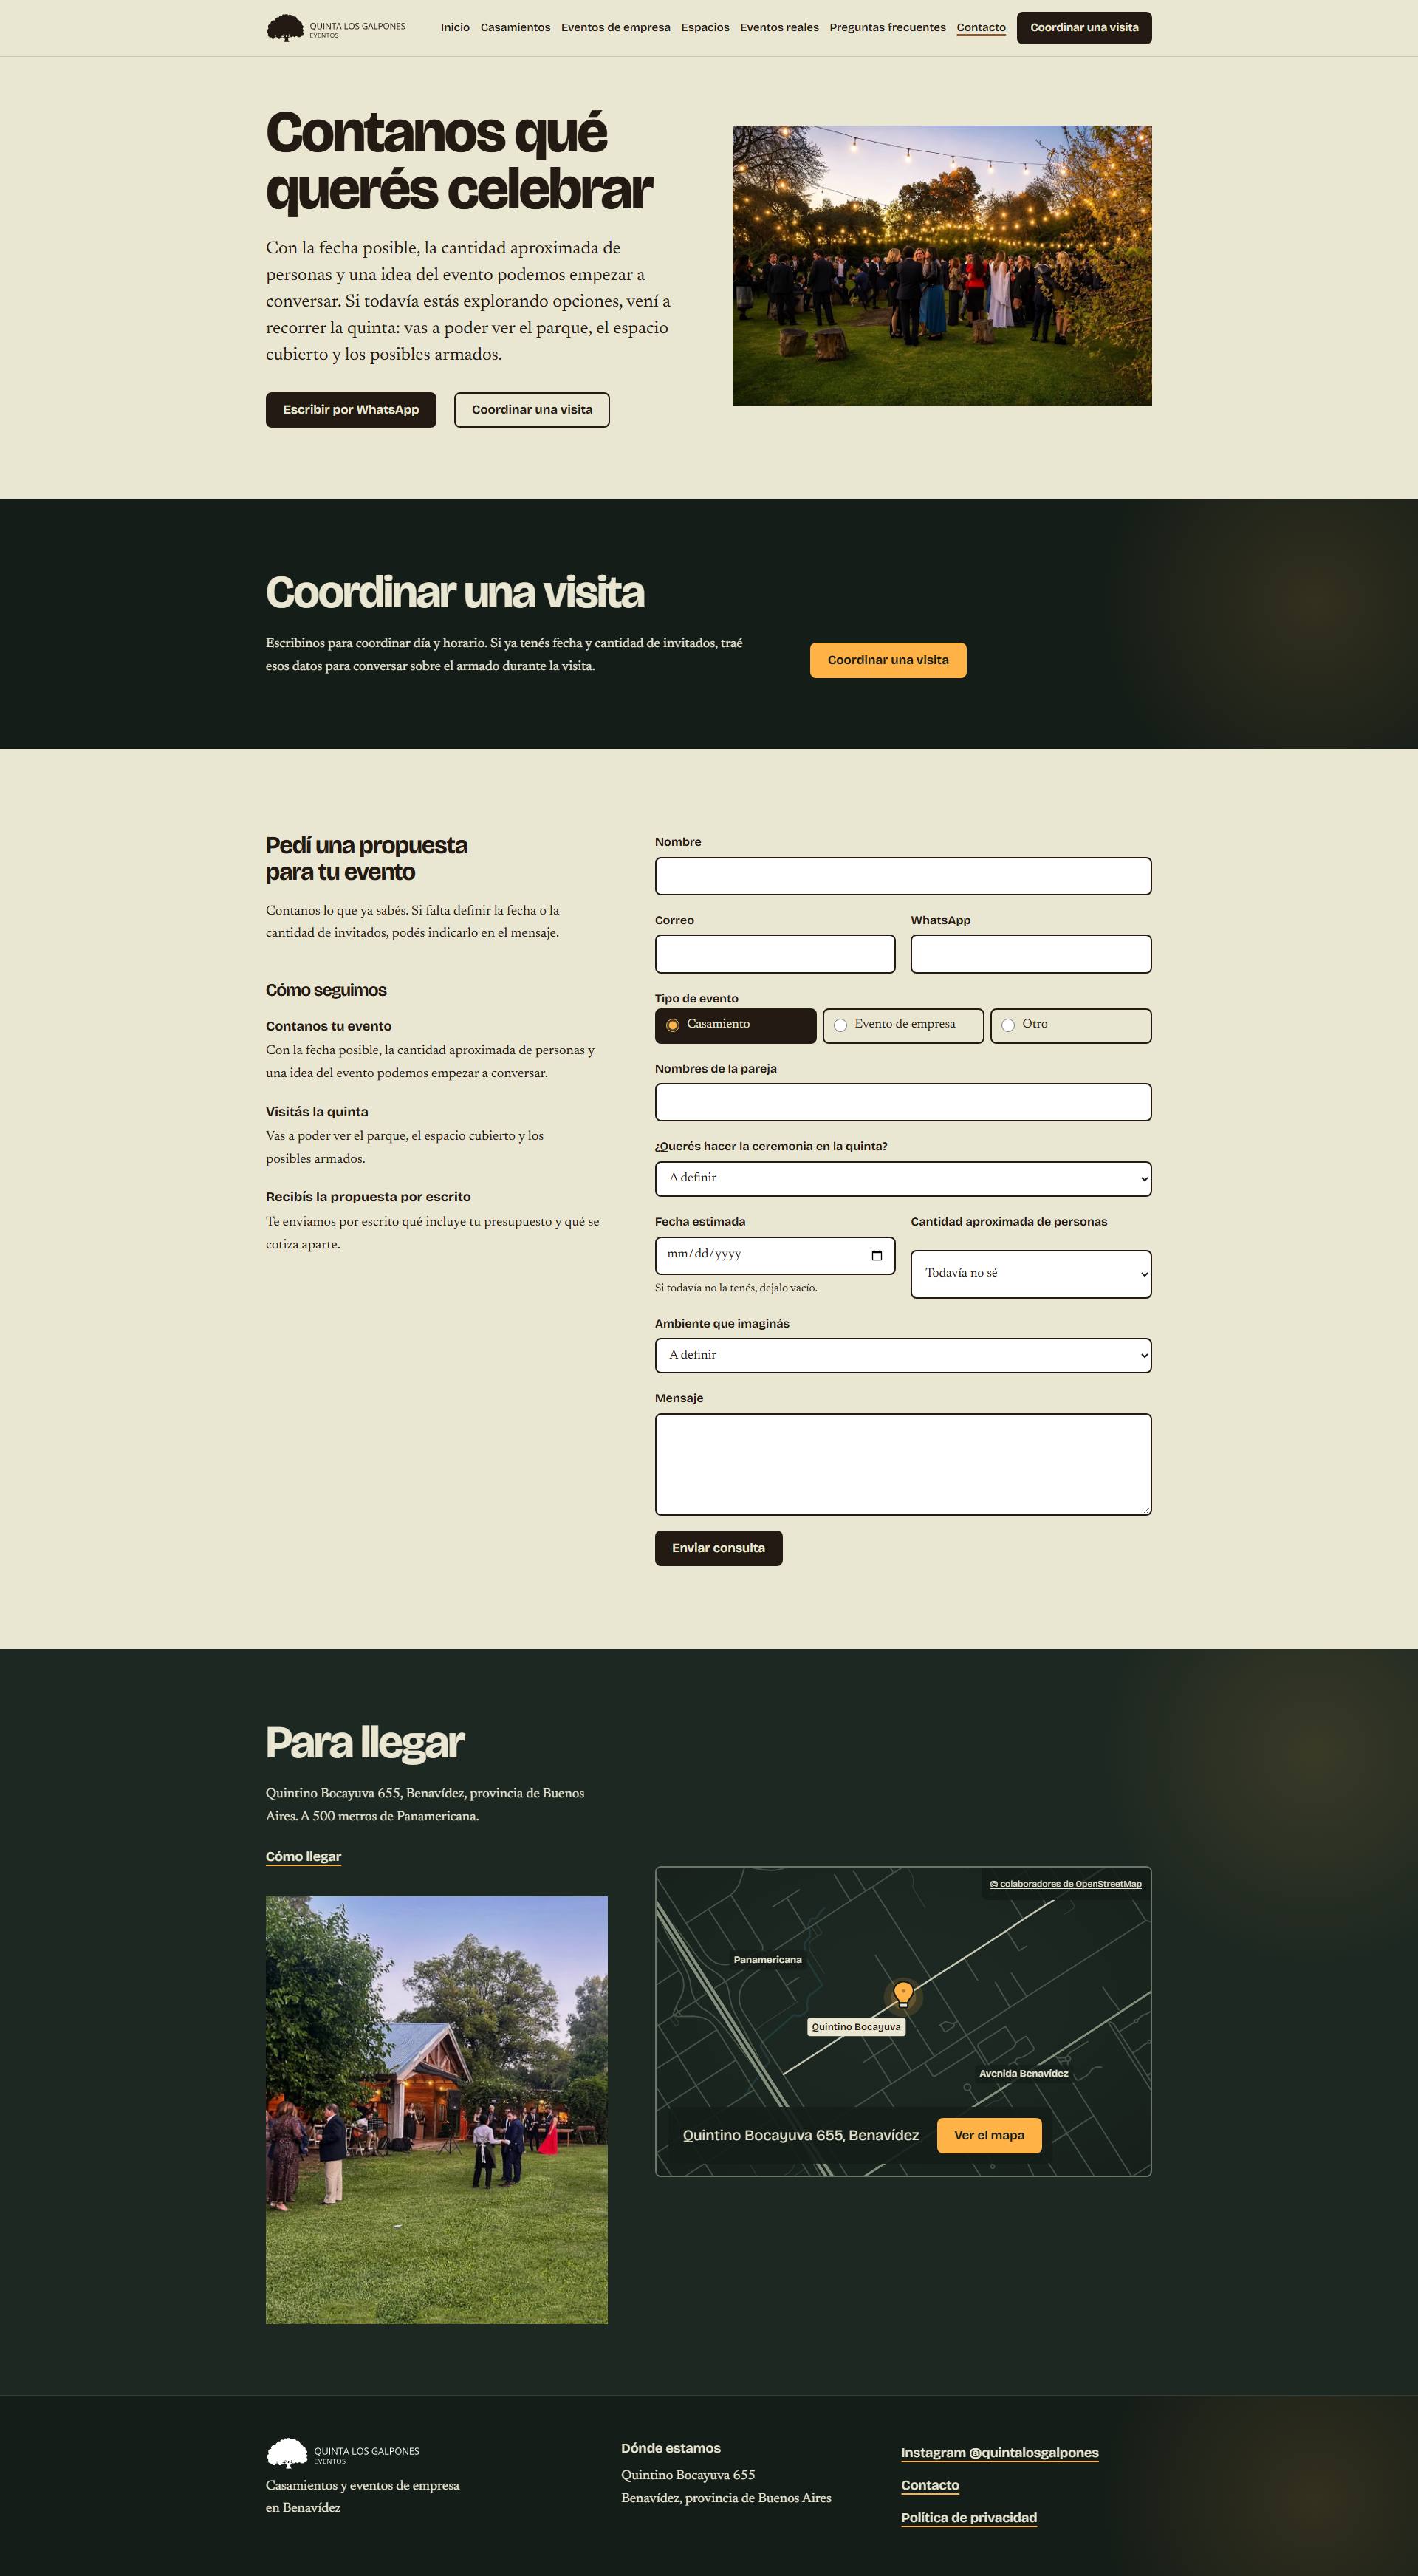 QUINTA LOS GALPONES
EVENTOS
Inicio Casamientos Eventos de empresa Espacios Eventos reales Preguntas frecuentes Contacto Coordinar una visita
Contanos qué
querés celebrar
Con la fecha posible, la cantidad aproximada de
personas y una idea del evento podemos empezar a
conversar. Si todavía estás explorando opciones, vení a
recorrer la quinta: vas a poder ver el parque, el espacio
cubierto y los posibles armados.
Escribir por WhatsApp Coordinar una visita
Coordinar una visita
Escribinos para coordinar día y horario. Si ya tenés fecha y cantidad de invitados, traé
esos datos para conversar sobre el armado durante la visita.
Coordinar una visita
Pedí una propuesta
para tu evento
Contanos lo que ya sabés. Si falta definir la fecha o la
cantidad de invitados, podés indicarlo en el mensaje.
Cómo seguimos
Contanos tu evento
Con la fecha posible, la cantidad aproximada de personas y
una idea del evento podemos empezar a conversar.
Visitás la quinta
Vas a poder ver el parque, el espacio cubierto y los
posibles armados.
Recibís la propuesta por escrito
Te enviamos por escrito qué incluye tu presupuesto y qué se
cotiza aparte.
Nombre
Correo WhatsApp
Tipo de evento
Casamiento Evento de empresa Otro
Nombres de la pareja
¿Querés hacer la ceremonia en la quinta?
A definir
Fecha estimada Cantidad aproximada de personas
mm/dd/yyyy Todavía no sé
Si todavía no la tenés, dejalo vacío.
Ambiente que imaginás
A definir
Mensaje
Enviar consulta
Para llegar
Quintino Bocayuva 655, Benavídez, provincia de Buenos
Aires. A 500 metros de Panamericana.
Cómo llegar
© colaboradores de OpenStreetMap
Panamericana
Quintino Bocayuva
Avenida Benavídez
Quintino Bocayuva 655, Benavídez Ver el mapa
QUINTA LOS GALPONES
EVENTOS
Casamientos y eventos de empresa
en Benavídez
Dónde estamos
Quintino Bocayuva 655
Benavídez, provincia de Buenos Aires
Instagram @quintalosgalpones
Contacto
Política de privacidad